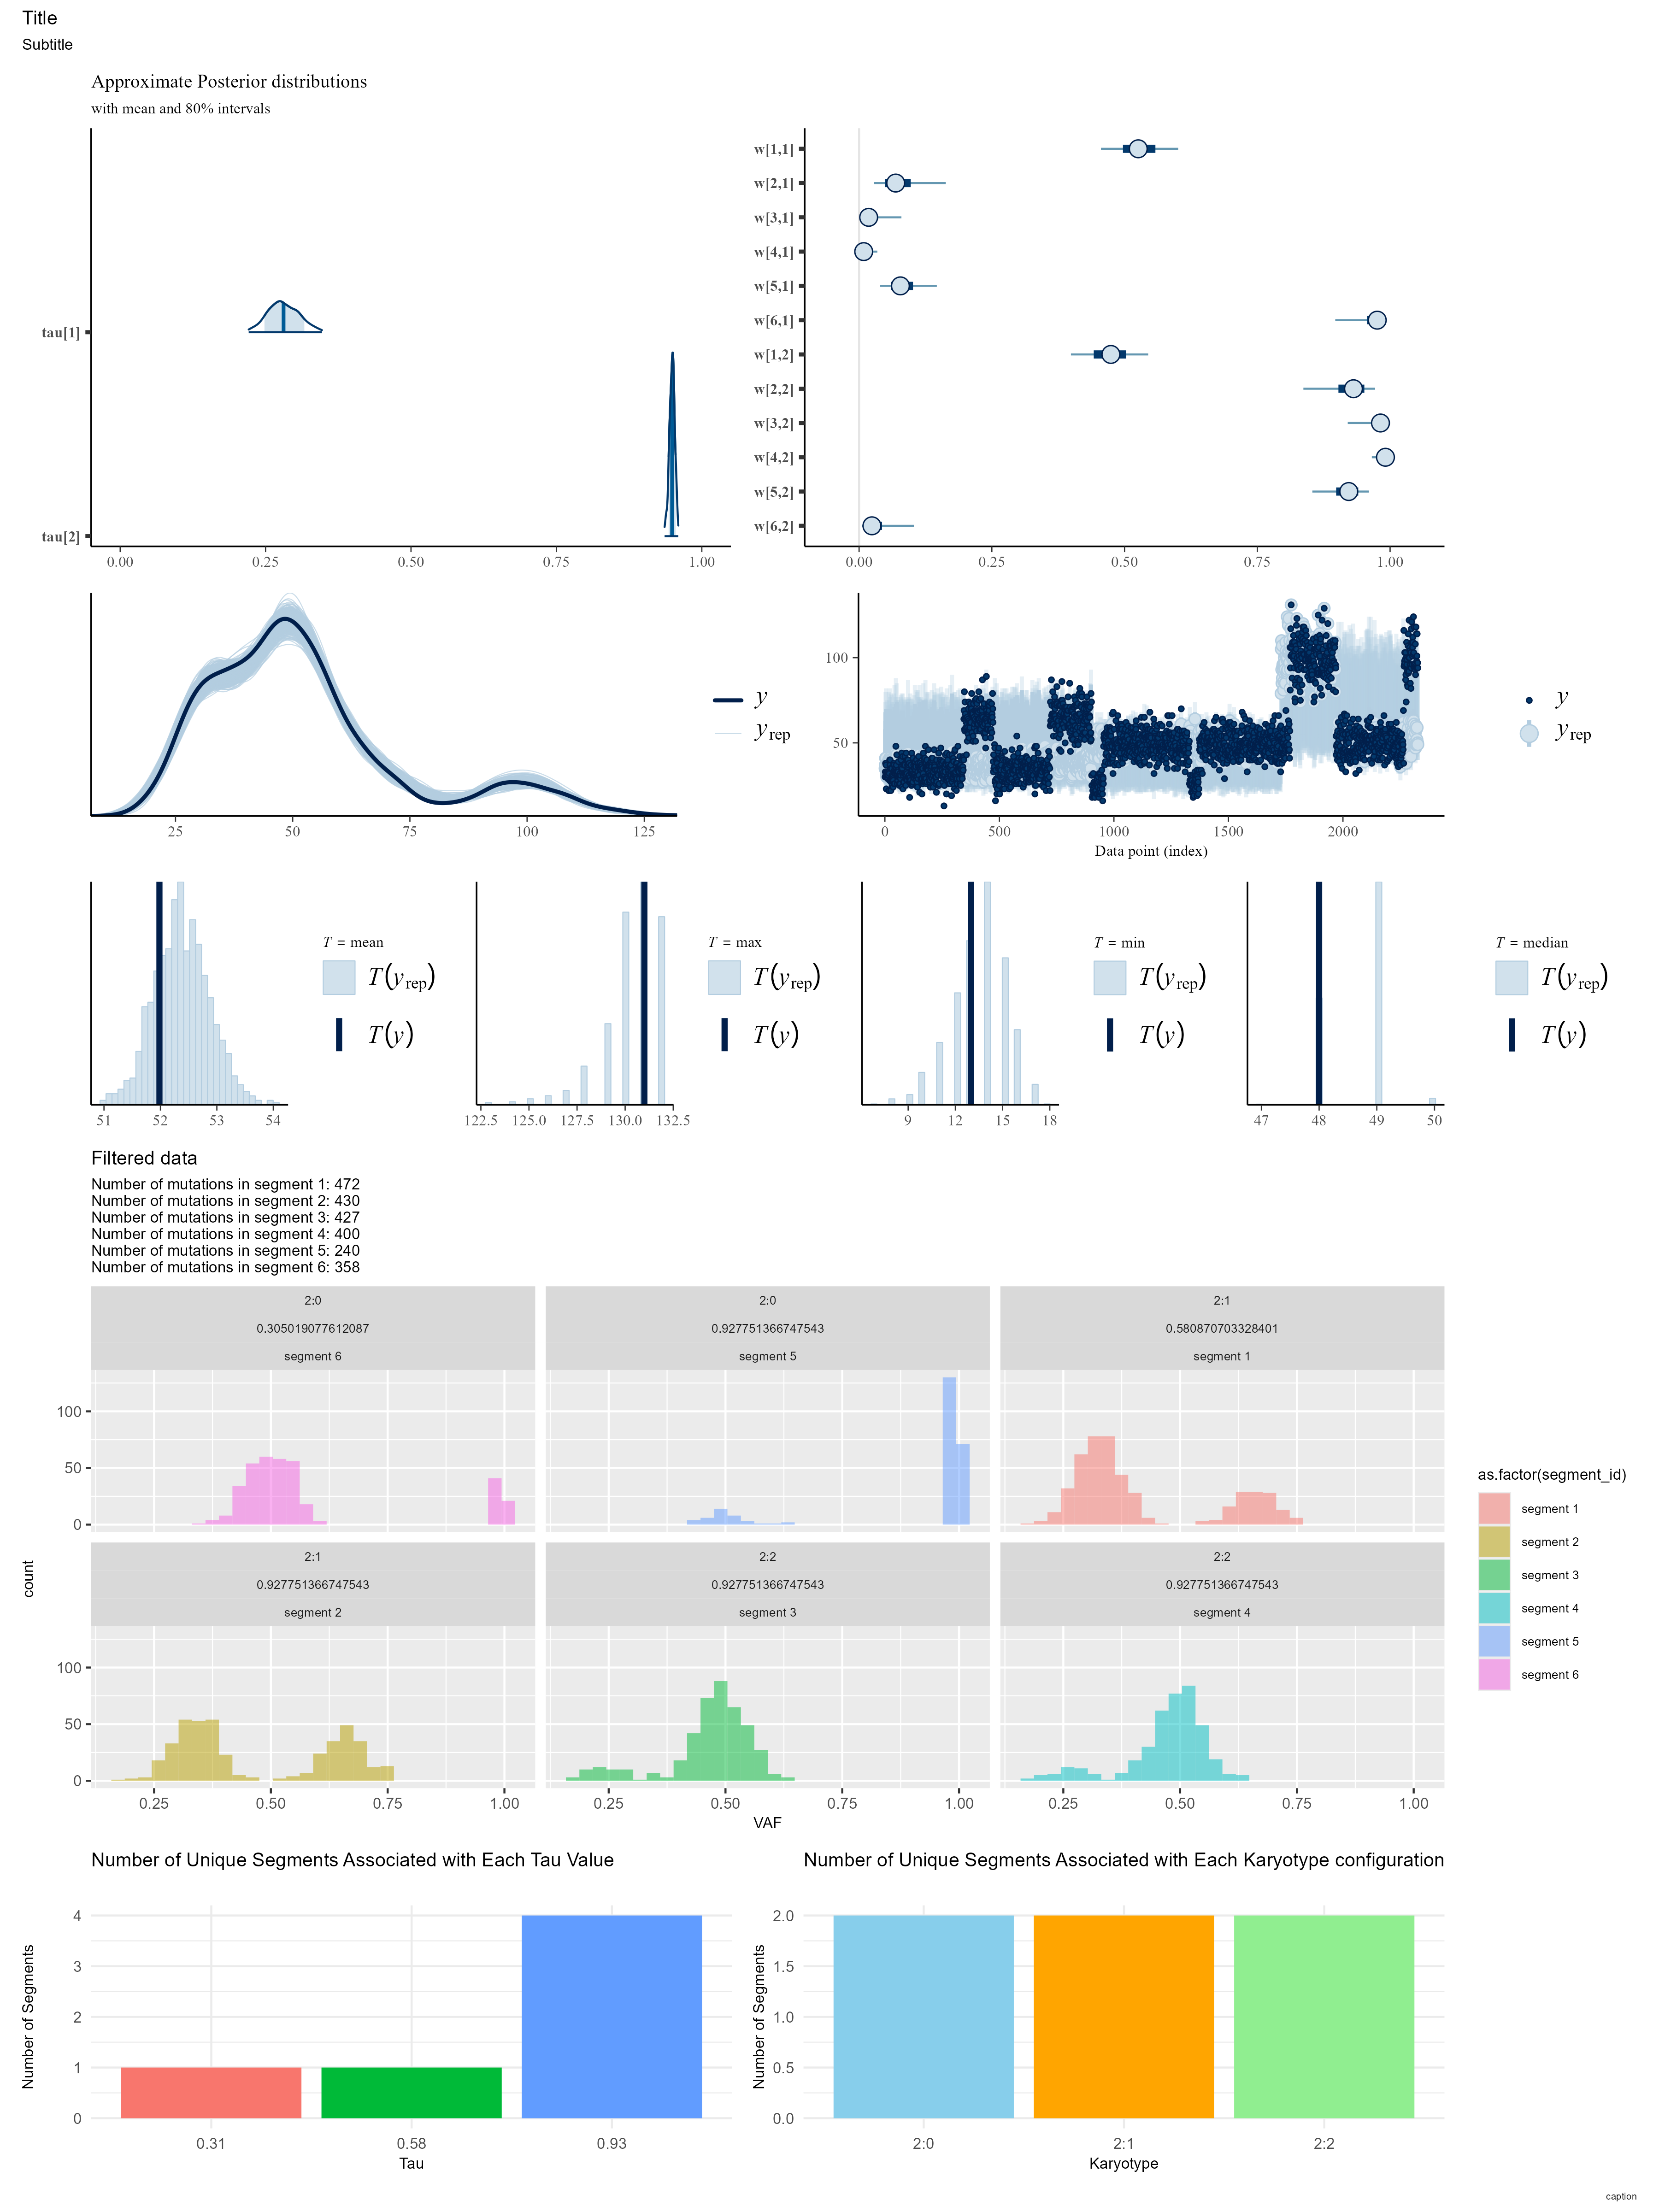 Title
Subtitle
Approximate Posterior distributions
with mean and 80% intervals
tau[1]
tau[2]
0.00 0.25 0.50 0.75 1.00
w[1,1]
w[2,1]
w[3,1]
w[4,1]
w[5,1]
w[6,1]
w[1,2]
w[2,2]
w[3,2]
w[4,2]
w[5,2]
w[6,2]
0.00 0.25 0.50 0.75 1.00
y
yrep
25 50 75 100 125
100
50
0 500 1000 1500 2000
Data point (index)
y
yrep
51 52 53 54
T = mean
T(yrep)
T(y)
122.5 125.0 127.5 130.0 132.5
T = max
T(yrep)
T(y)
9 12 15 18
T = min
T(yrep)
T(y)
47 48 49 50
T = median
T(yrep)
T(y)
Filtered data
Number of mutations in segment 1: 472
Number of mutations in segment 2: 430
Number of mutations in segment 3: 427
Number of mutations in segment 4: 400
Number of mutations in segment 5: 240
Number of mutations in segment 6: 358
2:0 2:0 2:1
0.305019077612087 0.927751366747543 0.580870703328401
segment 6 segment 5 segment 1
100
50
0
count
2:1 2:2 2:2
0.927751366747543 0.927751366747543 0.927751366747543
segment 2 segment 3 segment 4
100
50
0
0.25 0.50 0.75 1.00 0.25 0.50 0.75 1.00 0.25 0.50 0.75 1.00
VAF
as.factor(segment_id)
segment 1
segment 2
segment 3
segment 4
segment 5
segment 6
Number of Unique Segments Associated with Each Tau Value
Number of Segments
4
3
2
1
0
0.31 0.58 0.93
Tau
Number of Unique Segments Associated with Each Karyotype configuration
Number of Segments
2.0
1.5
1.0
0.5
0.0
2:0 2:1 2:2
Karyotype
caption